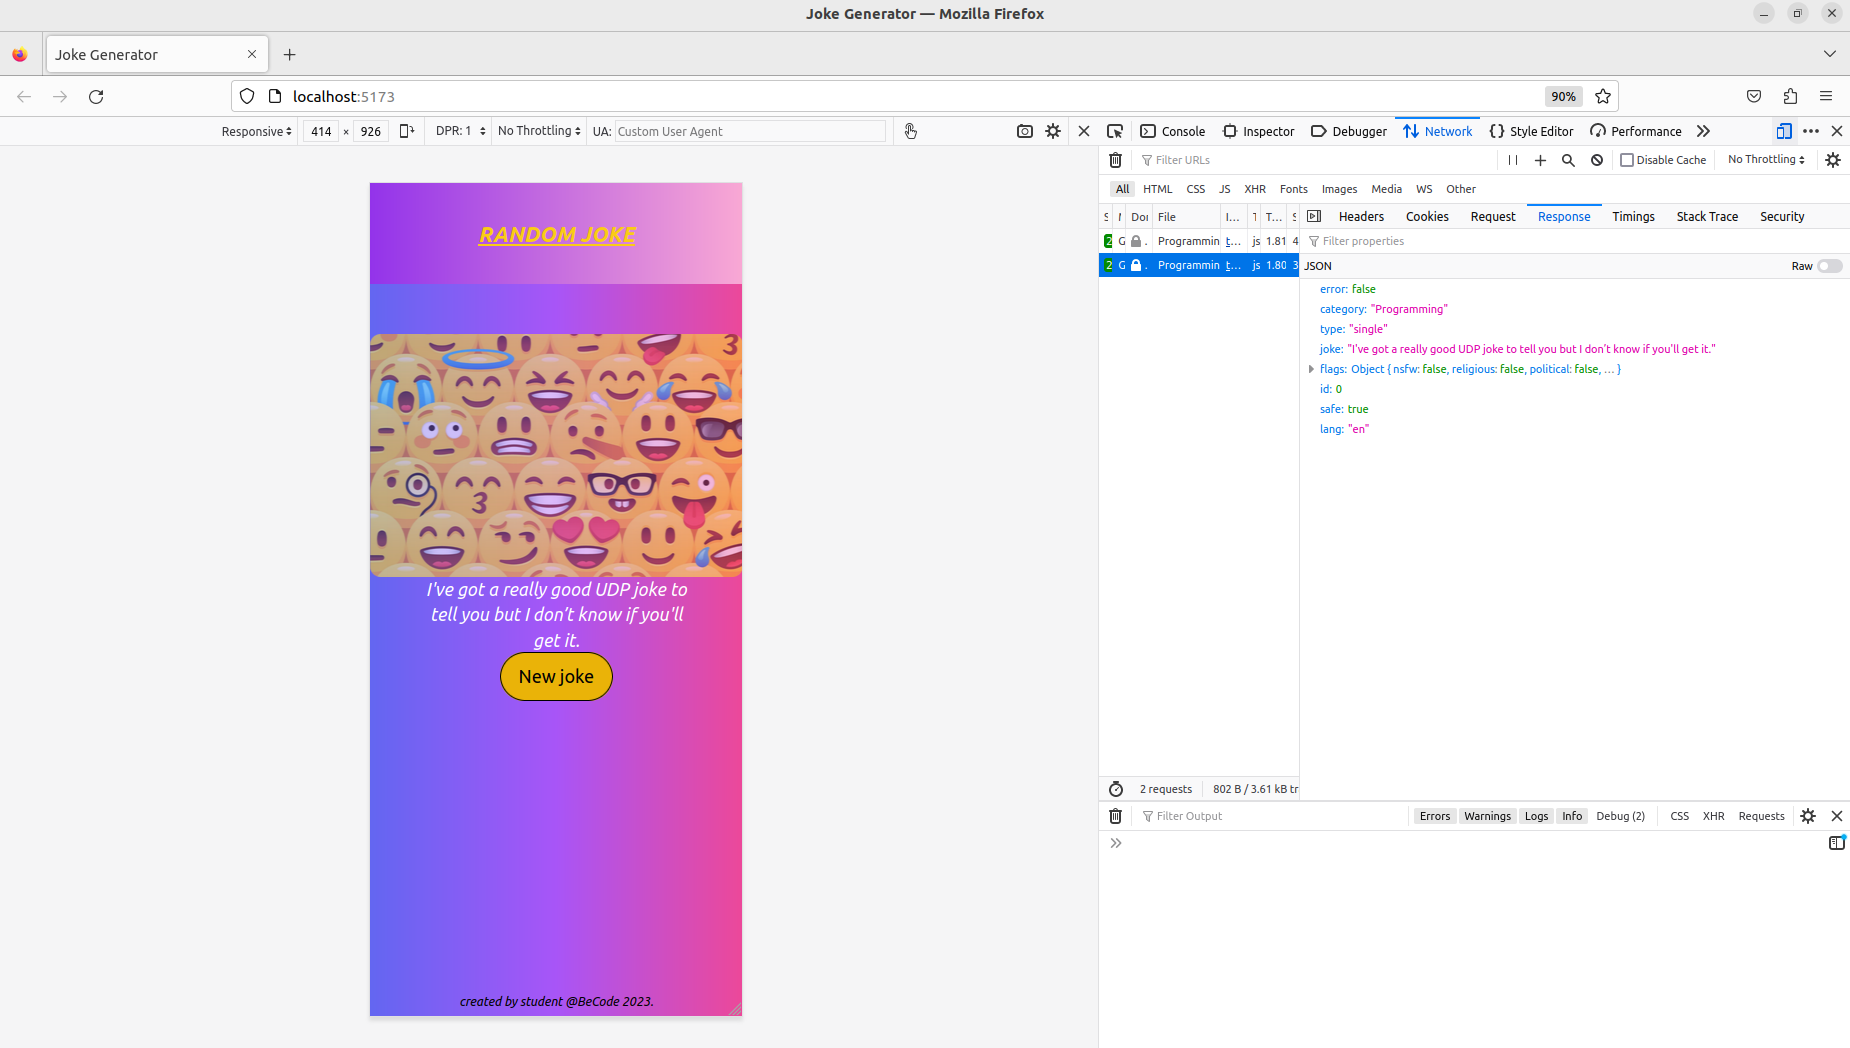 Joke Generator — Mozilla Firefox
Joke Generator
localhost:5173
90%
Responsive
414 × 926
DPR: 1
No Throttling
UA: Custom User Agent
Console
Inspector
Debugger
Network
Style Editor
Performance
Filter URLs
Disable Cache
No Throttling
All HTML CSS JS XHR Fonts Images Media WS Other
S Do File I... T T... S
Headers Cookies Request Response Timings Stack Trace Security
2 G . Programmin t... js 1.81 4
2 G . Programmin t... js 1.80 3
Filter properties
JSON
Raw
error: false
category: "Programming"
type: "single"
joke: "I've got a really good UDP joke to tell you but I don’t know if you'll get it."
flags: Object { nsfw: false, religious: false, political: false, … }
id: 0
safe: true
lang: "en"
2 requests
802 B / 3.61 kB tr
Filter Output
Errors Warnings Logs Info Debug (2) CSS XHR Requests
RANDOM JOKE
I've got a really good UDP joke to
tell you but I don’t know if you'll
get it.
New joke
created by student @BeCode 2023.